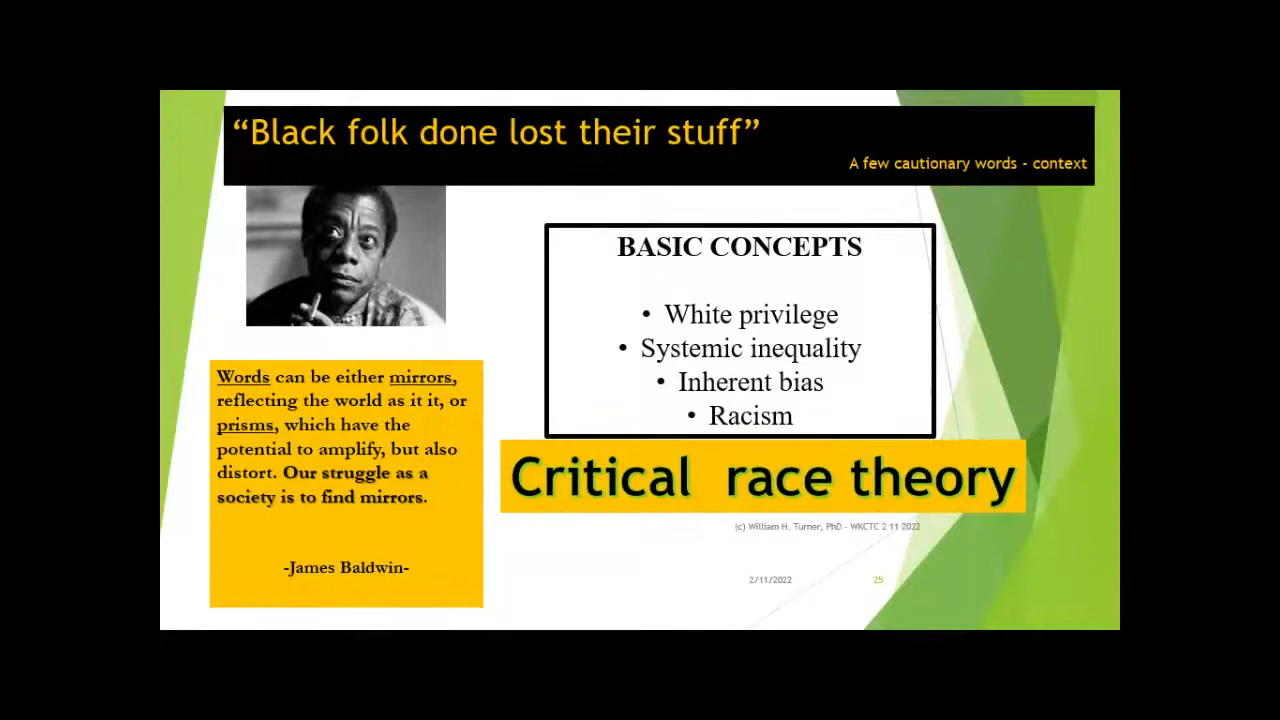 “Black folk done lost their stuff”
A few cautionary words - context
BASIC CONCEPTS
• White privilege
• Systemic inequality
• Inherent bias
• Racism
Critical race theory
Words can be either mirrors,
reflecting the world as it it, or
prisms, which have the
potential to amplify, but also
distort. Our struggle as a
society is to find mirrors.
-James Baldwin-
(c) William H. Turner, PhD - WKCTC 2 11 2022
2/11/2022
25